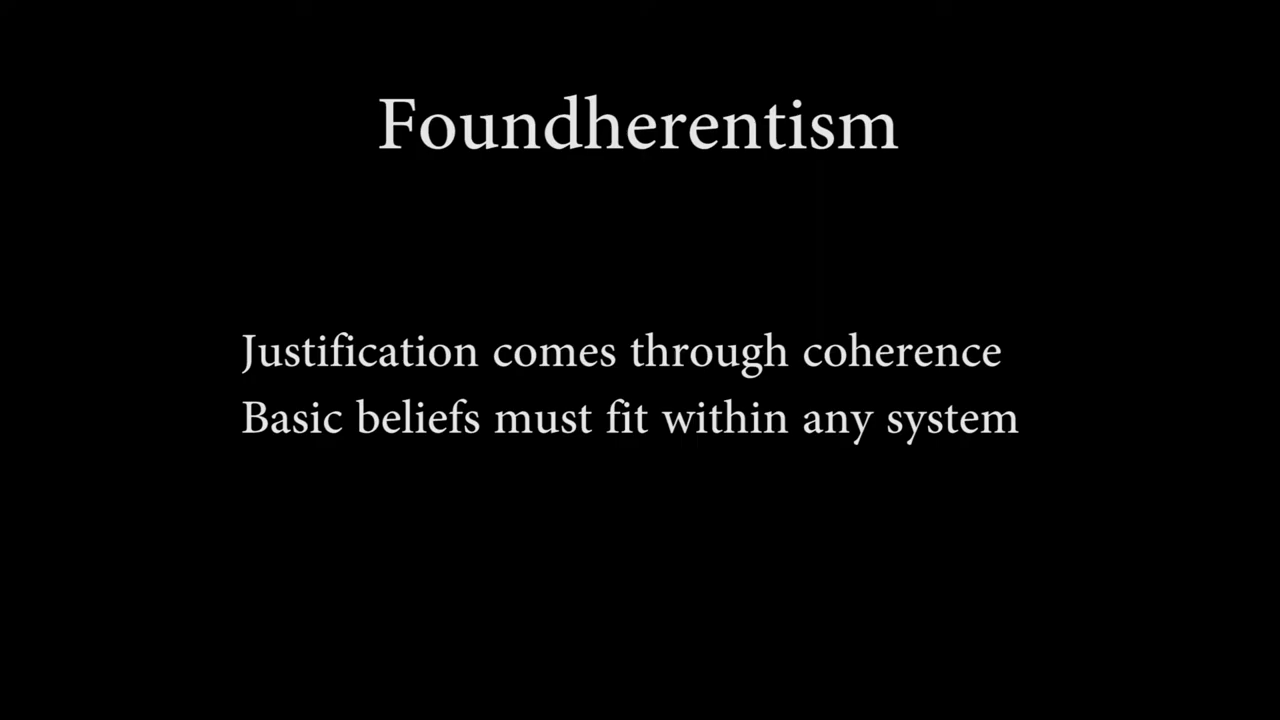 Foundherentism
Justification comes through coherence
Basic beliefs must fit within any system